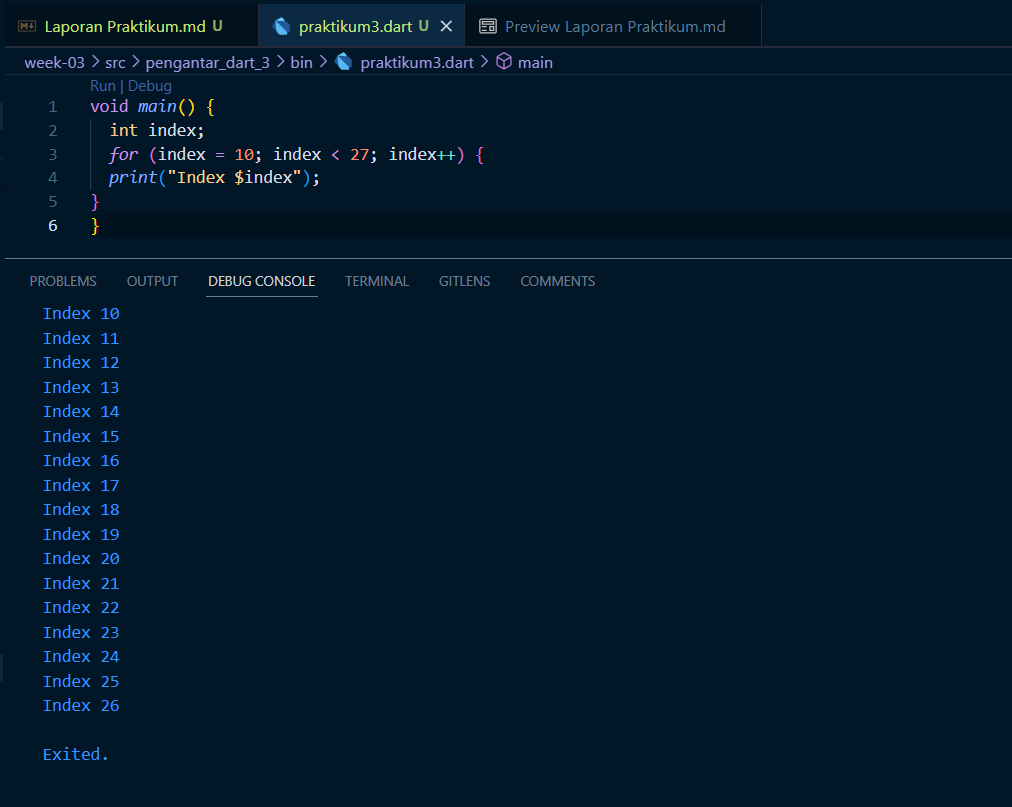 Laporan Praktikum.md U praktikum3.dart U Preview Laporan Praktikum.md
week-03 > src > pengantar_dart_3 > bin > praktikum3.dart > main
Run | Debug
1 void main() {
2 int index;
3 for (index = 10; index < 27; index++) {
4 print("Index $index");
5 }
6 }
PROBLEMS OUTPUT DEBUG CONSOLE TERMINAL GITLENS COMMENTS
Index 10
Index 11
Index 12
Index 13
Index 14
Index 15
Index 16
Index 17
Index 18
Index 19
Index 20
Index 21
Index 22
Index 23
Index 24
Index 25
Index 26
Exited.